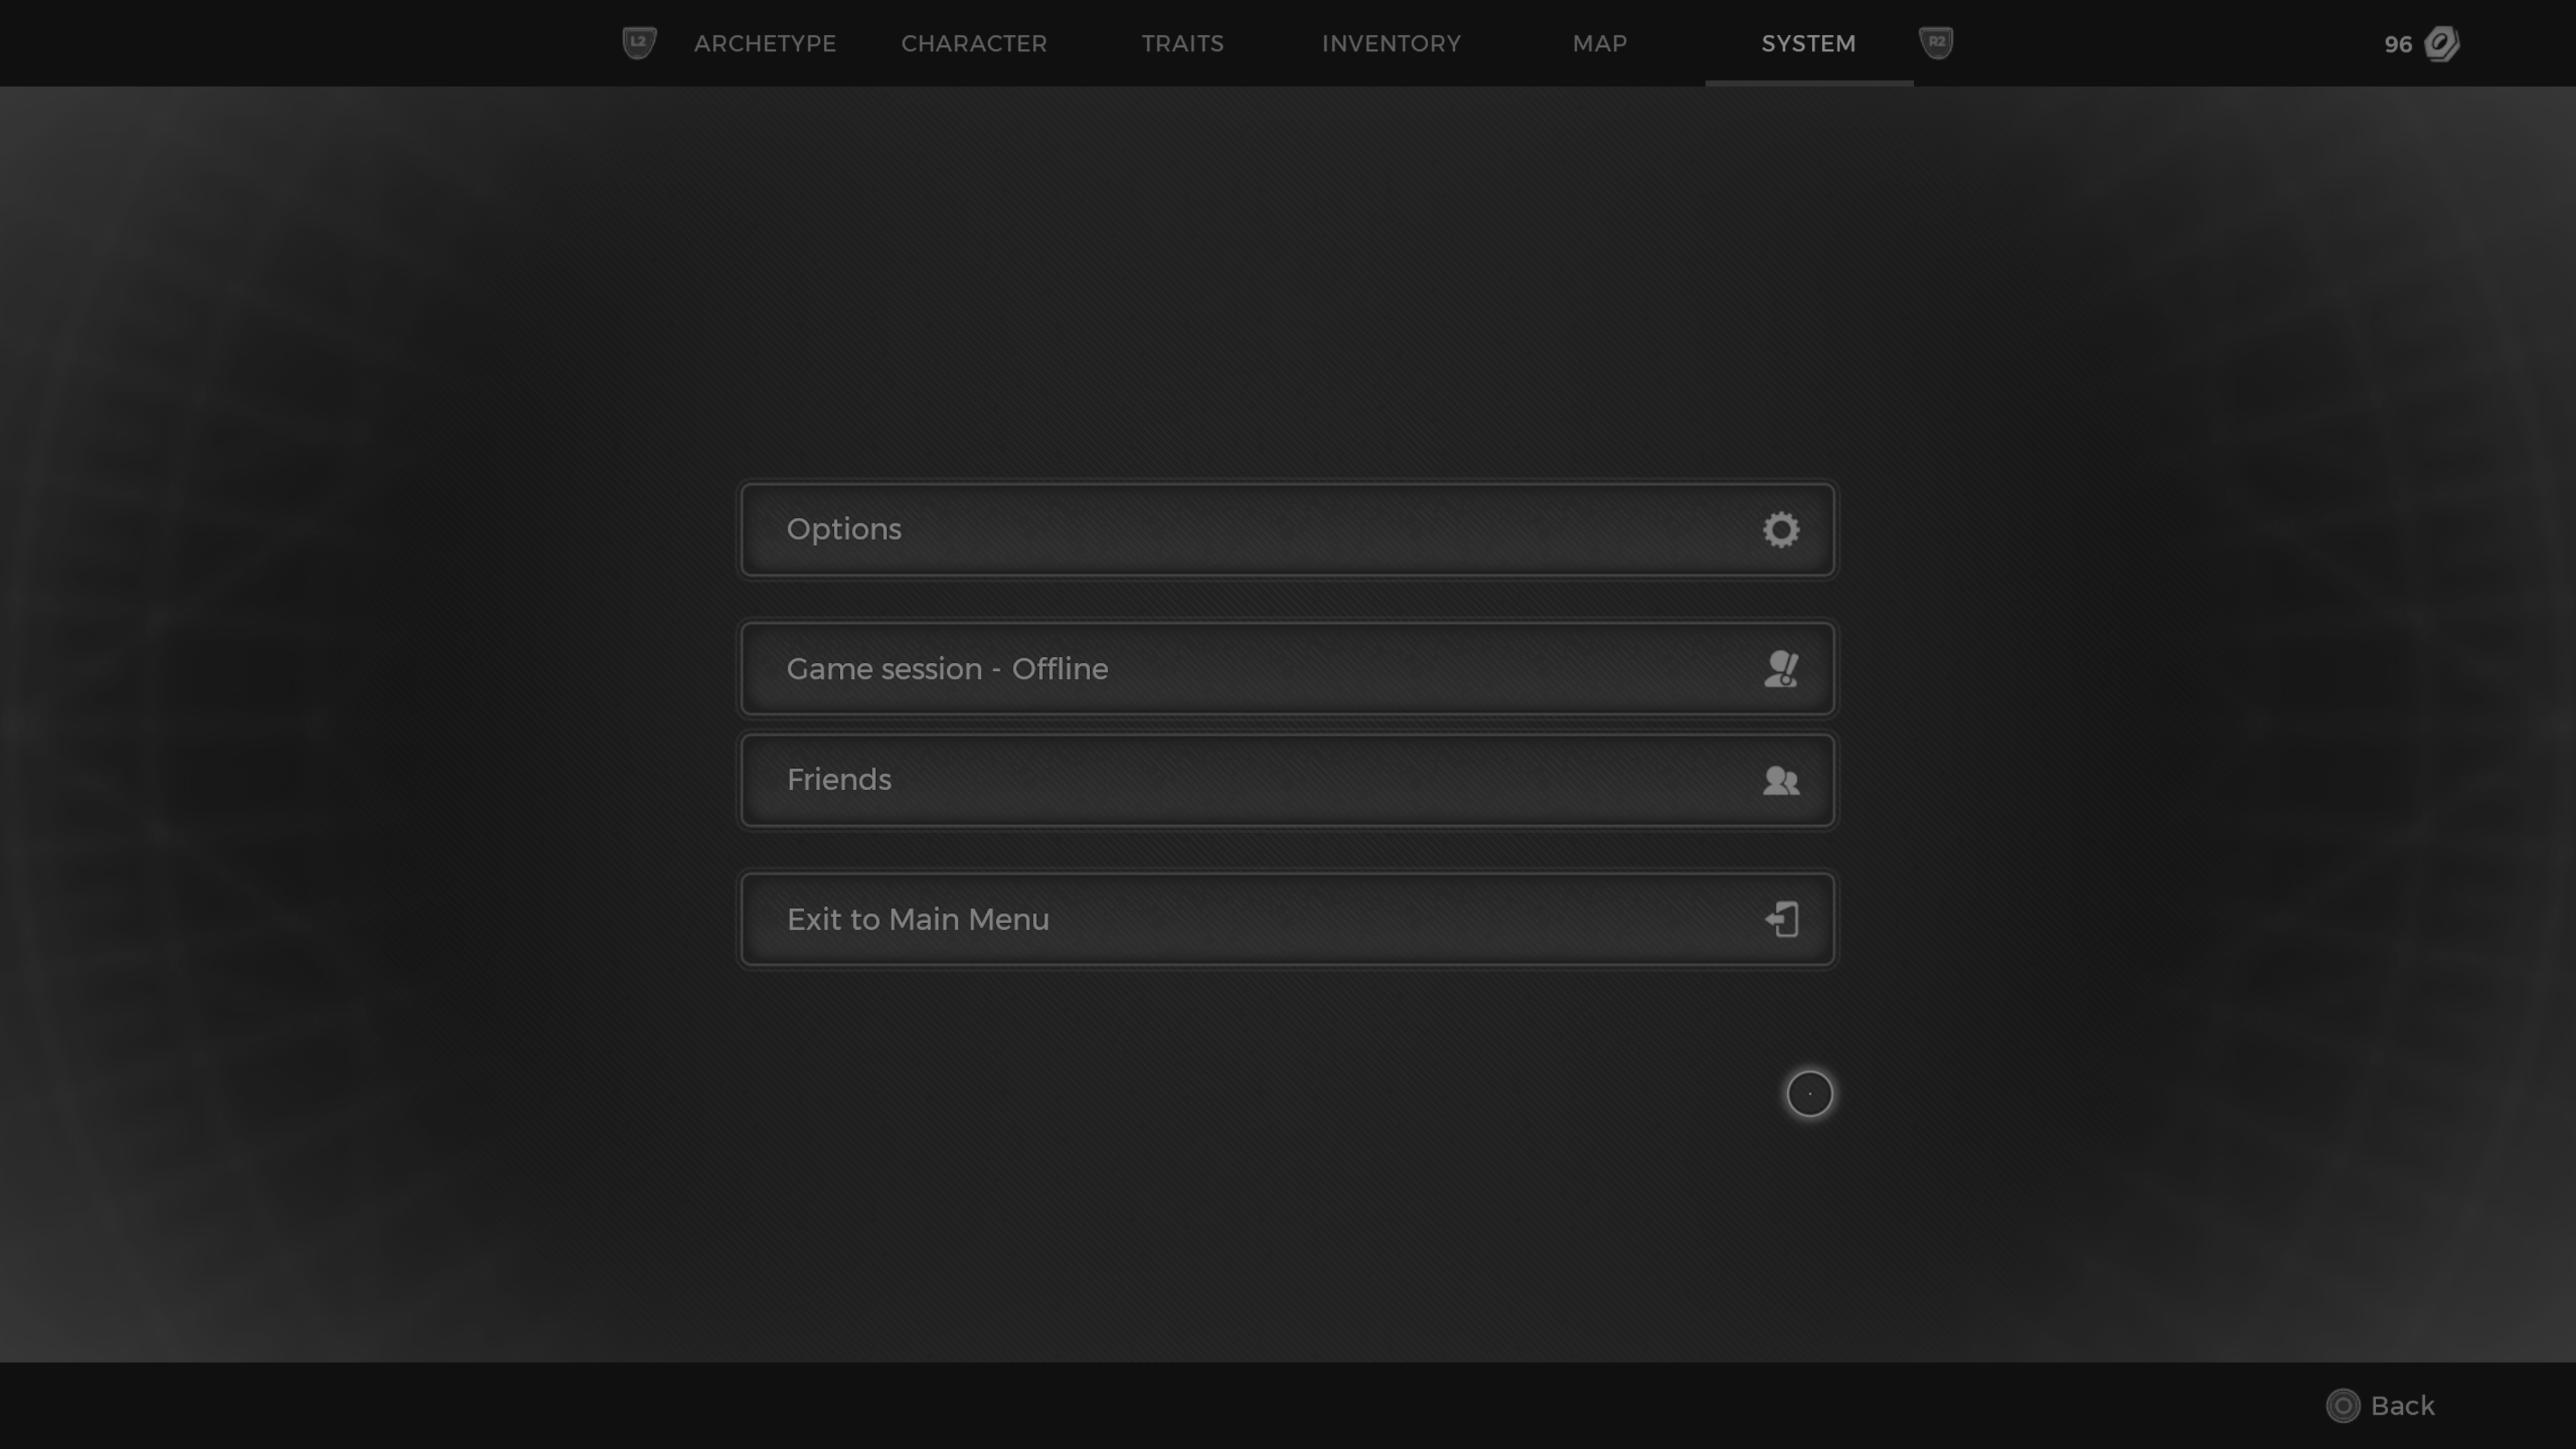 L2 ARCHETYPE CHARACTER TRAITS INVENTORY MAP SYSTEM R2 96
Options
Game session - Offline
Friends
Exit to Main Menu
Back